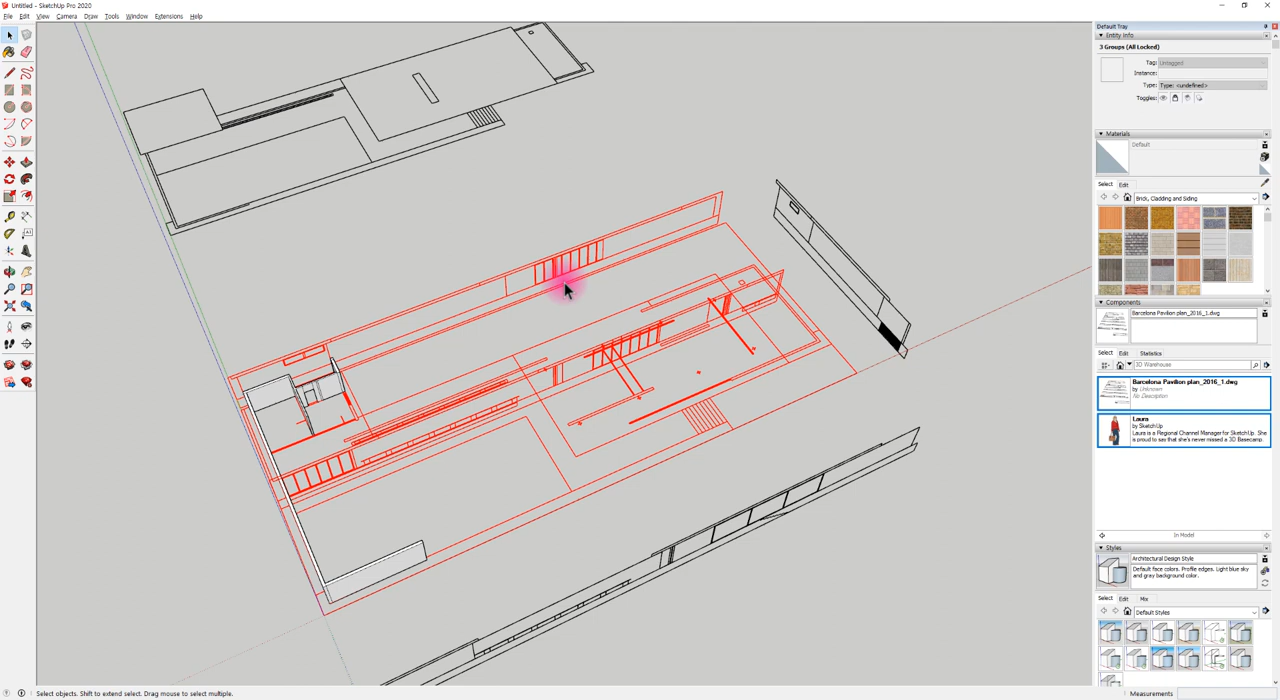 Untitled - SketchUp Pro 2020
File Edit View Camera Draw Tools Window Extensions Help
Default Tray
Entity Info
3 Groups (All Locked)
Tag: Untagged
Instance:
Type: Type: <undefined>
Toggles:
Materials
Default
Select Edit
Brick, Cladding and Siding
Components
Barcelona Pavilion plan_2016_1.dwg
Select Edit Statistics
3D Warehouse
Barcelona Pavilion plan_2016_1.dwg
by Unknown
No Description
Laura
by SketchUp
Laura is a Regional Channel Manager for SketchUp. She
is proud to say that she's never missed a 3D Basecamp.
In Model
Styles
Architectural Design Style
Default face colors. Profile edges. Light blue sky
and gray background color.
Select Edit Mix
Default Styles
Select objects. Shift to extend select. Drag mouse to select multiple.
Measurements